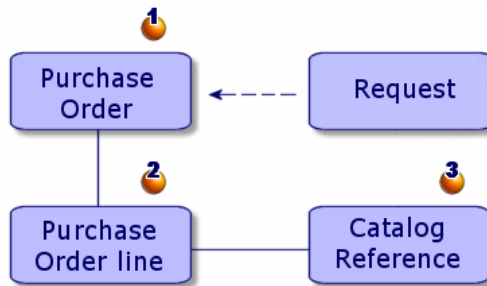 1
Purchase
Order
Request
2
3
Purchase
Order line
Catalog
Reference